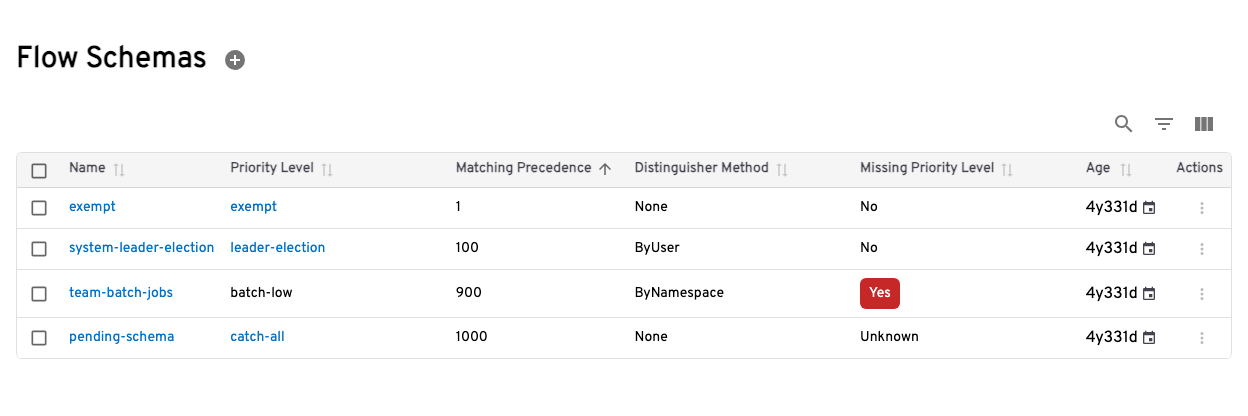 Flow Schemas
Name Priority Level Matching Precedence Distinguisher Method Missing Priority Level Age Actions
exempt exempt 1 None No 4y331d
system-leader-election leader-election 100 ByUser No 4y331d
team-batch-jobs batch-low 900 ByNamespace Yes 4y331d
pending-schema catch-all 1000 None Unknown 4y331d